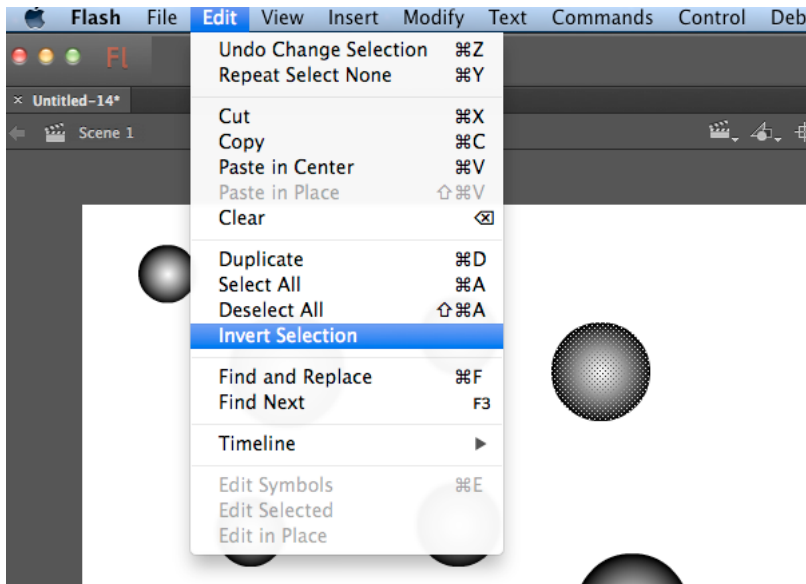 Flash File Edit View Insert Modify Text Commands Control Deb
Fl
× Untitled-14*
Scene 1
Undo Change Selection ⌘Z
Repeat Select None ⌘Y
Cut ⌘X
Copy ⌘C
Paste in Center ⌘V
Paste in Place ⇧⌘V
Clear ⌫
Duplicate ⌘D
Select All ⌘A
Deselect All ⇧⌘A
Invert Selection
Find and Replace ⌘F
Find Next F3
Timeline ▶
Edit Symbols ⌘E
Edit Selected
Edit in Place